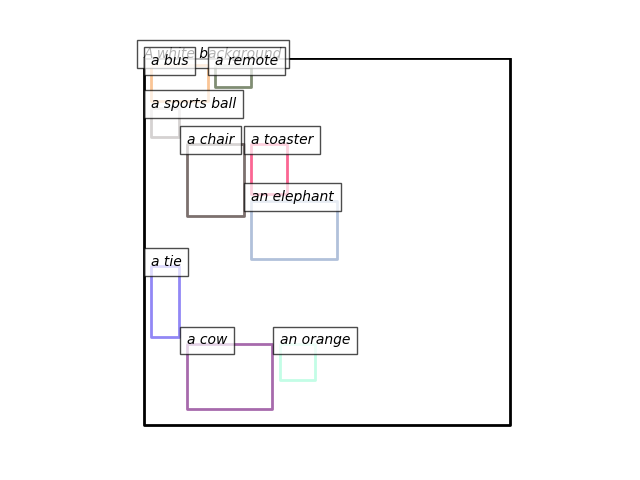 A white background
a bus
a remote
a sports ball
a chair
a toaster
an elephant
a tie
a cow
an orange